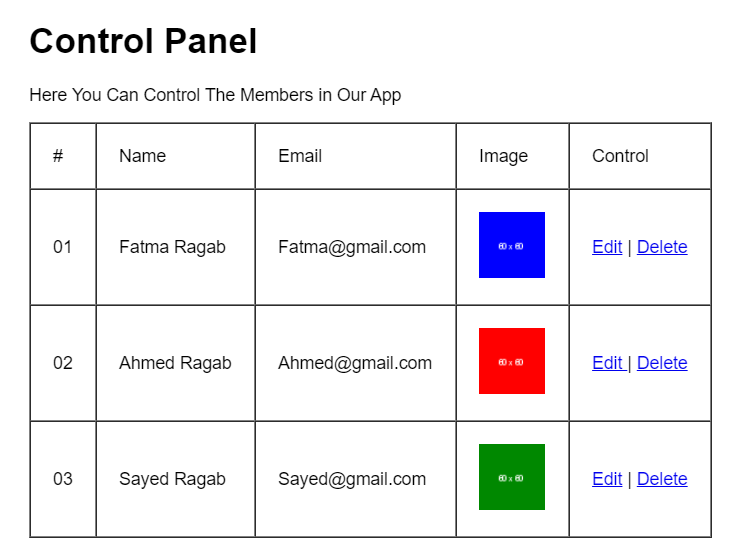 Control Panel
Here You Can Control The Members in Our App
# Name Email Image Control
01 Fatma Ragab Fatma@gmail.com 60 x 60 Edit | Delete
02 Ahmed Ragab Ahmed@gmail.com 60 x 60 Edit | Delete
03 Sayed Ragab Sayed@gmail.com 60 x 60 Edit | Delete